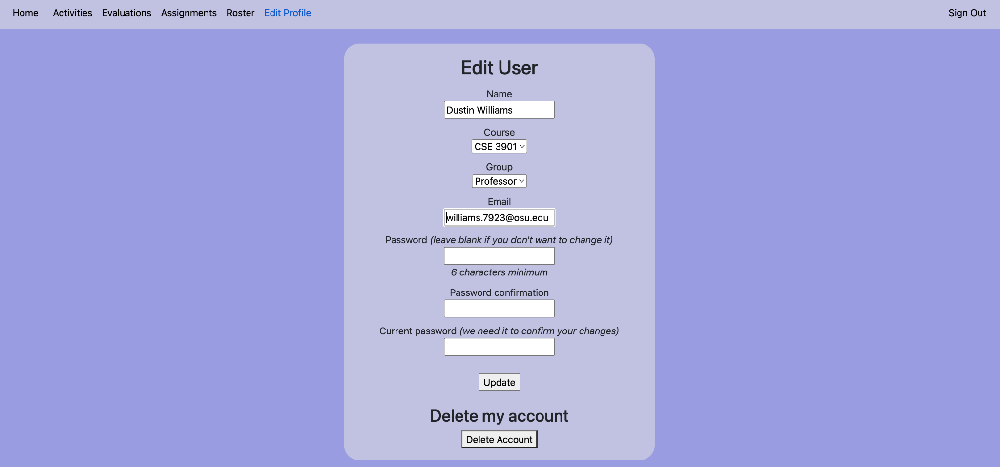 Home Activities Evaluations Assignments Roster Edit Profile Sign Out
Edit User
Name
Dustin Williams
Course
CSE 3901
Group
Professor
Email
williams.7923@osu.edu
Password (leave blank if you don't want to change it)
6 characters minimum
Password confirmation
Current password (we need it to confirm your changes)
Update
Delete my account
Delete Account